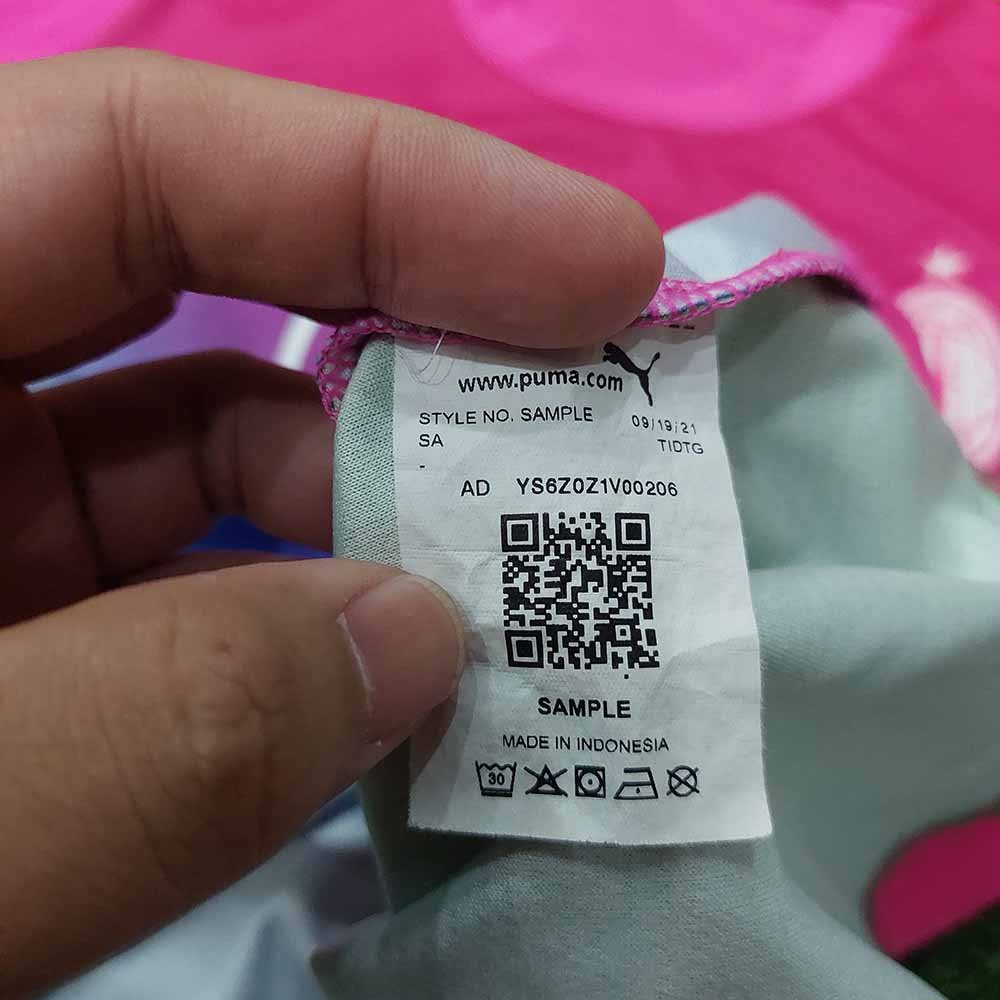 www.puma.com
STYLE NO. SAMPLE 09/19/21
SA TIDTG
-
AD YS6Z0Z1V00206
SAMPLE
MADE IN INDONESIA
30